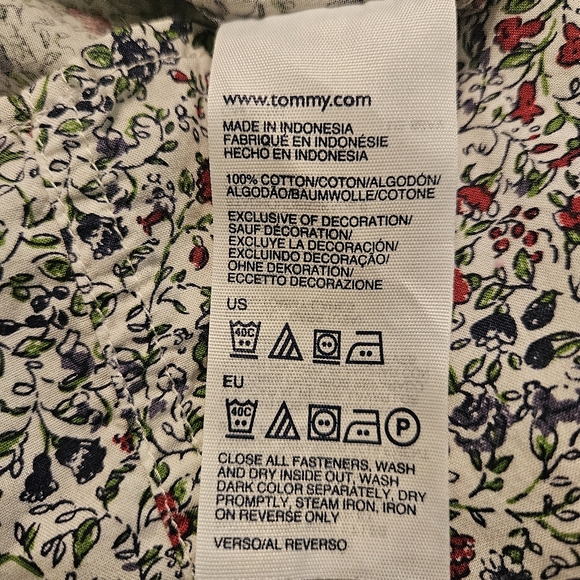 www.tommy.com
MADE IN INDONESIA
FABRIQUÉ EN INDONÉSIE
HECHO EN INDONESIA
100% COTTON/COTON/ALGODÓN/
ALGODÃO/BAUMWOLLE/COTONE
EXCLUSIVE OF DECORATION/
SAUF DÉCORATION/
EXCLUYE LA DECORACIÓN/
EXCLUINDO DECORAÇÃO/
OHNE DEKORATION/
ECCETTO DECORAZIONE
US
40C
EU
40C P
CLOSE ALL FASTENERS, WASH
AND DRY INSIDE OUT, WASH
DARK COLOR SEPARATELY, DRY
PROMPTLY, STEAM IRON, IRON
ON REVERSE ONLY
VERSO/AL REVERSO